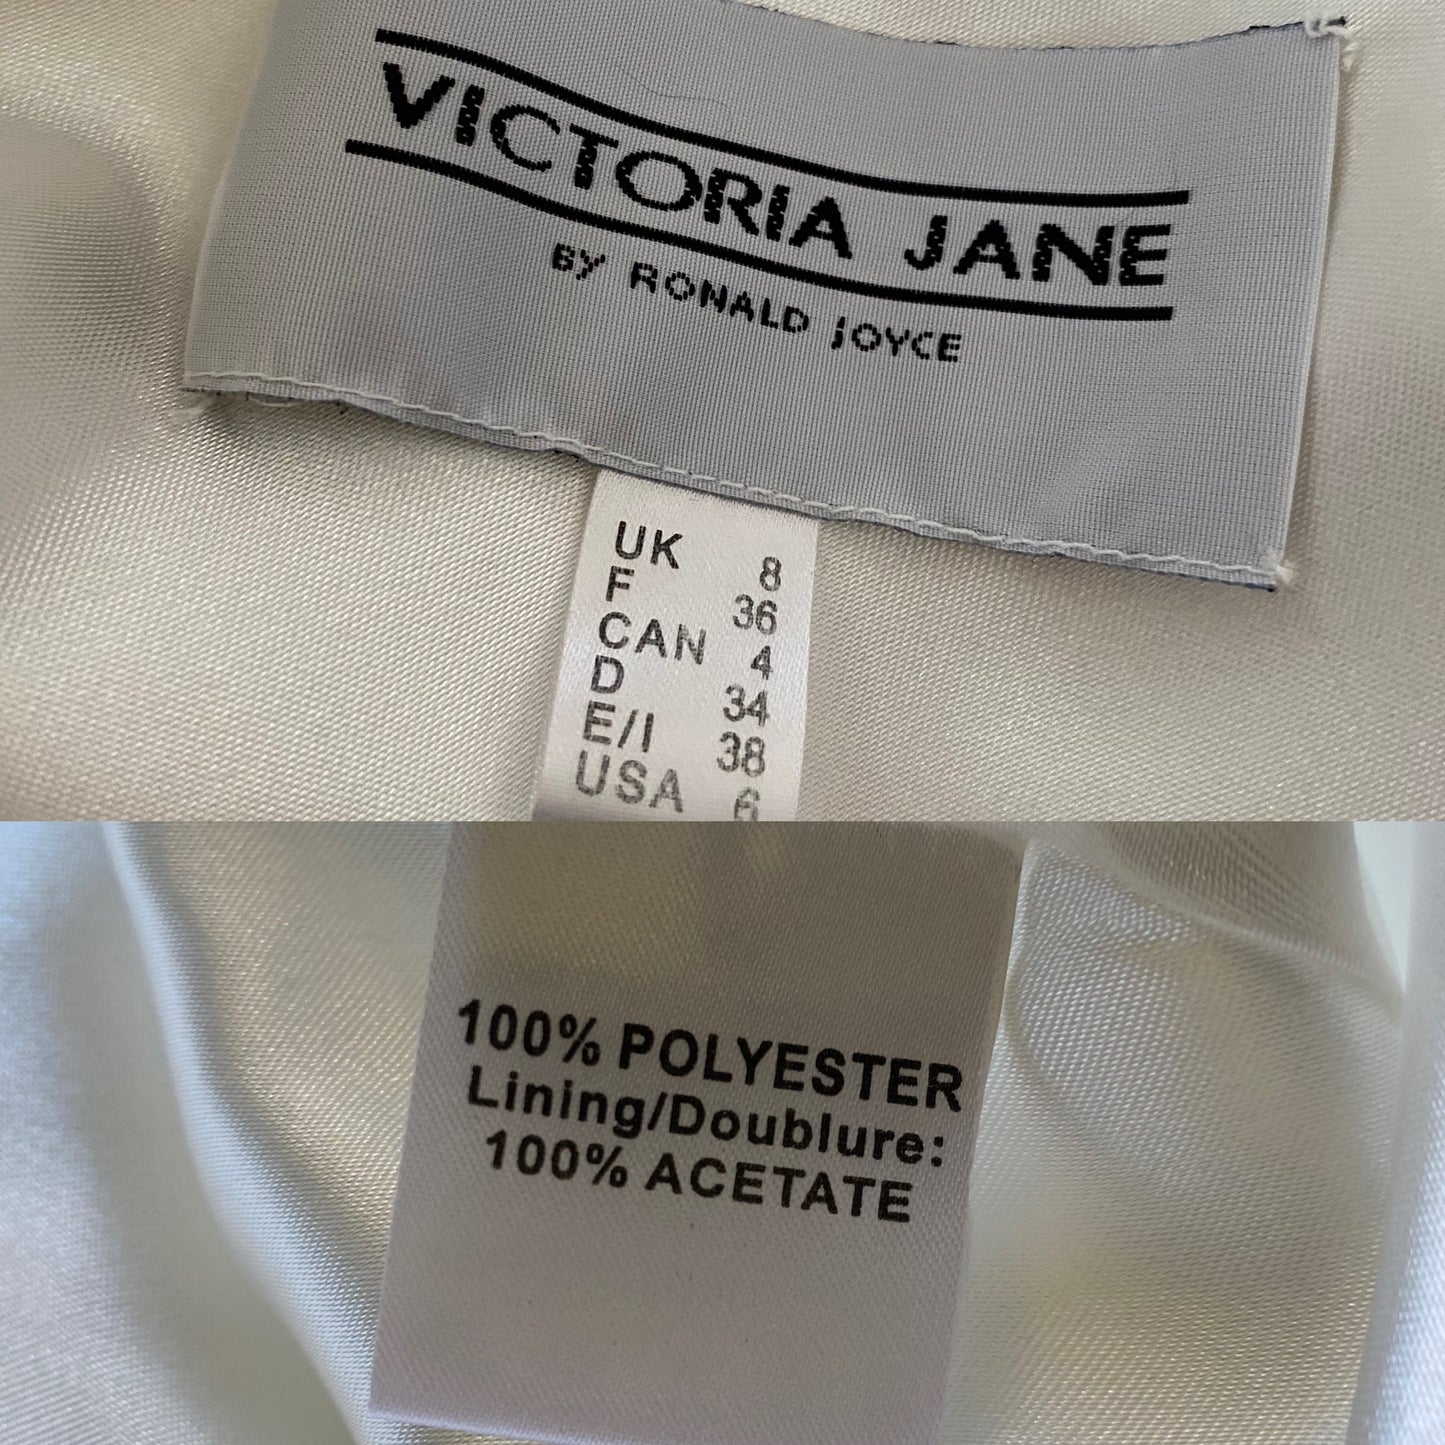 VICTORIA JANE
BY RONALD JOYCE
UK 8
F 36
CAN 4
D 34
E/I 38
USA 6
100% POLYESTER
Lining/Doublure:
100% ACETATE